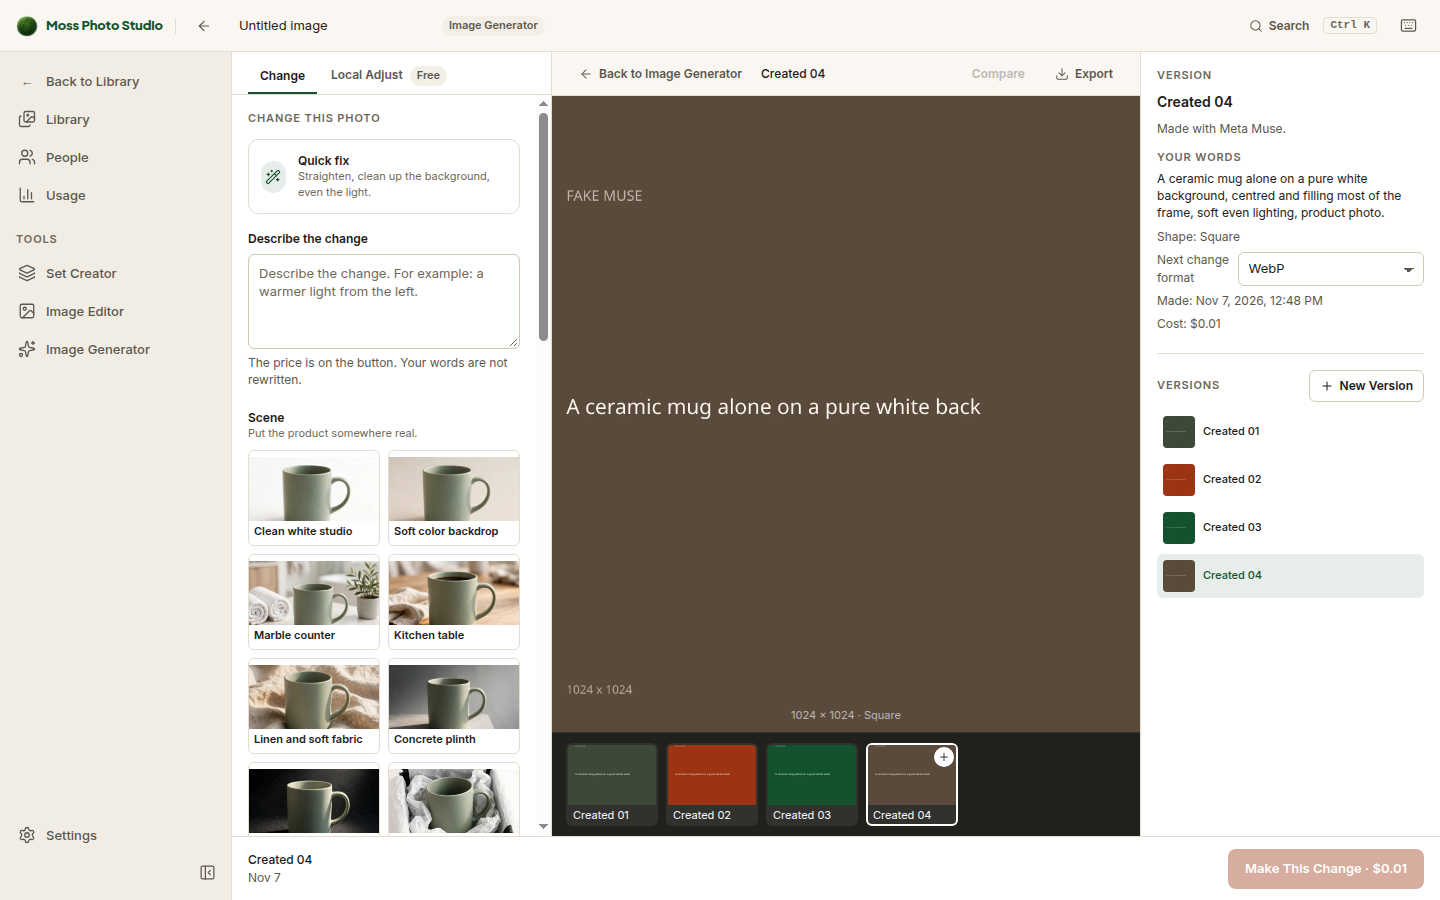 Moss Photo Studio
Untitled image
Image Generator
Search
Ctrl K
← Back to Library
Library
People
Usage
TOOLS
Set Creator
Image Editor
Image Generator
Settings
Change
Local Adjust
Free
CHANGE THIS PHOTO
Quick fix
Straighten, clean up the background,
even the light.
Describe the change
Describe the change. For example: a
warmer light from the left.
The price is on the button. Your words are not
rewritten.
Scene
Put the product somewhere real.
Clean white studio
Soft color backdrop
Marble counter
Kitchen table
Linen and soft fabric
Concrete plinth
Back to Image Generator
Created 04
Compare
Export
FAKE MUSE
A ceramic mug alone on a pure white back
1024 x 1024
1024 × 1024 · Square
Created 01
Created 02
Created 03
Created 04
VERSION
Created 04
Made with Meta Muse.
YOUR WORDS
A ceramic mug alone on a pure white
background, centred and filling most of the
frame, soft even lighting, product photo.
Shape: Square
Next change
format
WebP
Made: Nov 7, 2026, 12:48 PM
Cost: $0.01
VERSIONS
+ New Version
Created 01
Created 02
Created 03
Created 04
Created 04
Nov 7
Make This Change · $0.01